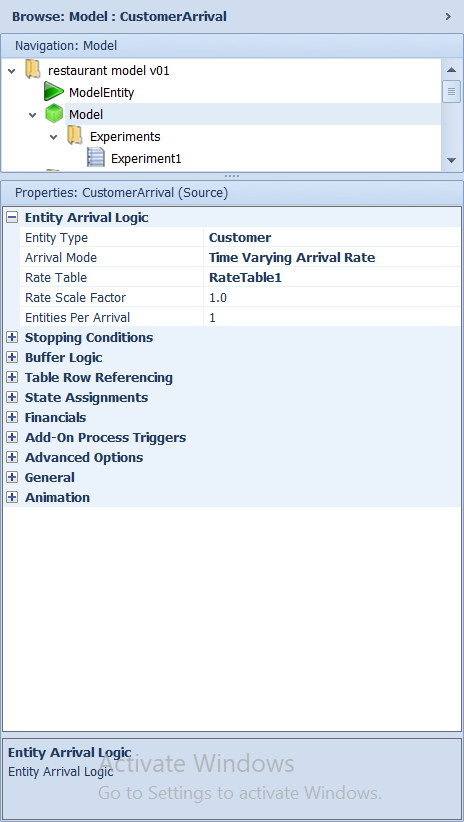 Browse: Model : CustomerArrival
Navigation: Model
restaurant model v01
ModelEntity
Model
Experiments
Experiment1
Properties: CustomerArrival (Source)
Entity Arrival Logic
Entity Type Customer
Arrival Mode Time Varying Arrival Rate
Rate Table RateTable1
Rate Scale Factor 1.0
Entities Per Arrival 1
Stopping Conditions
Buffer Logic
Table Row Referencing
State Assignments
Financials
Add-On Process Triggers
Advanced Options
General
Animation
Entity Arrival Logic
Entity Arrival Logic
Activate Windows
Go to Settings to activate Windows.